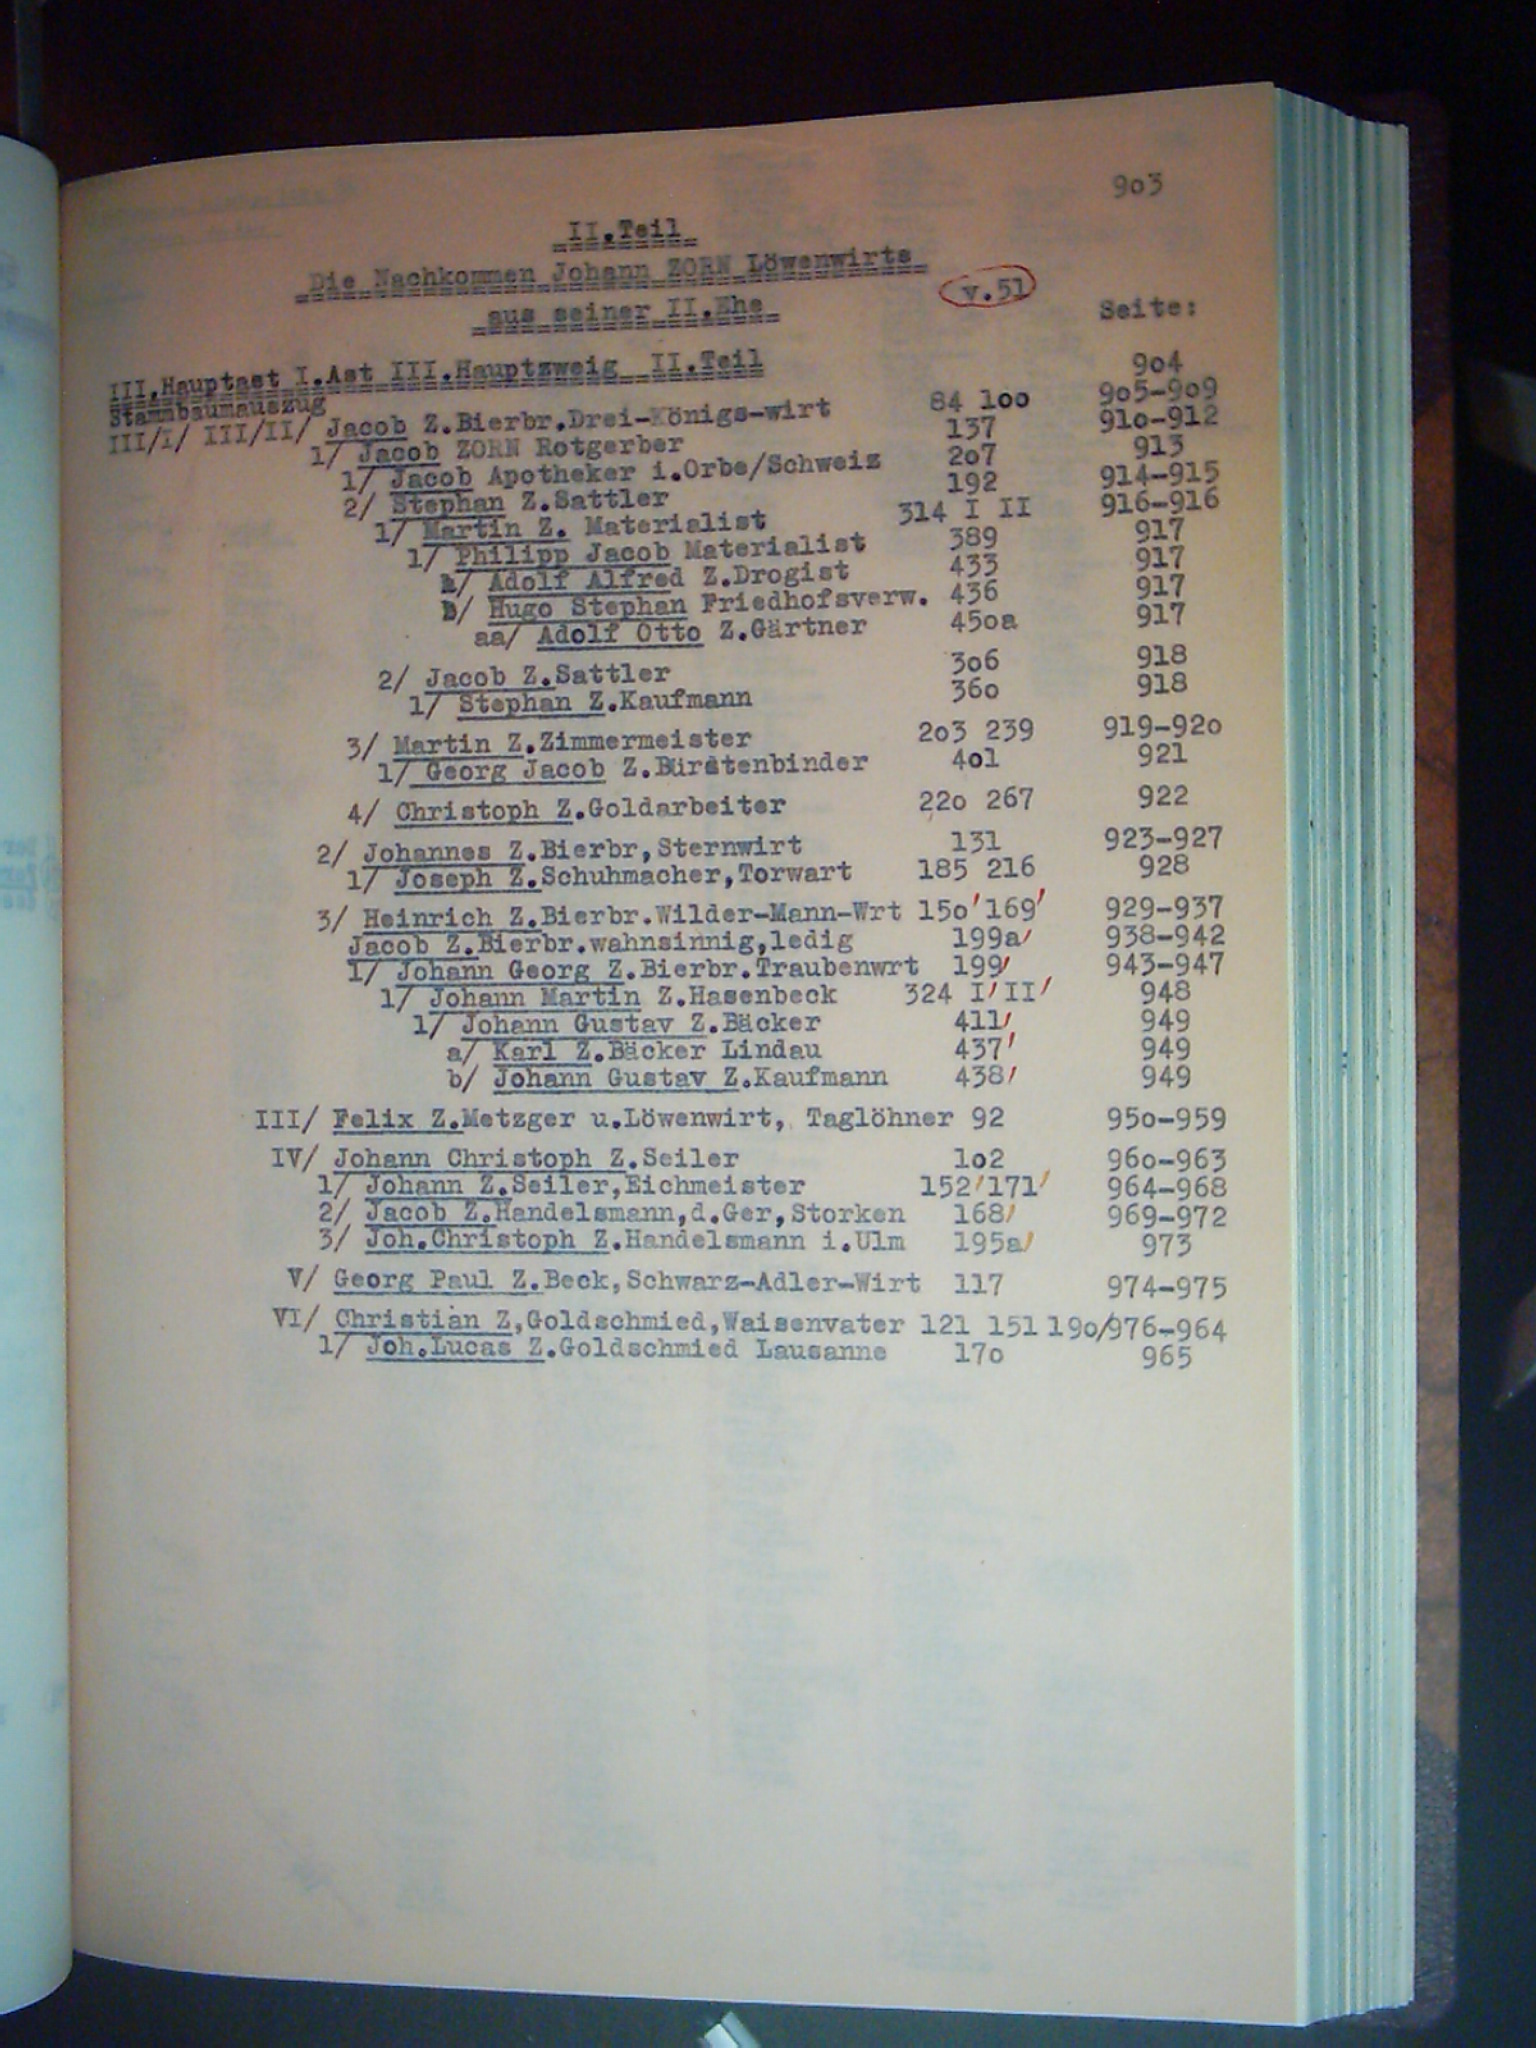 903
II.Teil
Die Nachkommen Johann ZORN Löwenwirts
v.51
aus seiner II.Ehe
Seite:
III.Hauptast I.Ast III.Hauptzweig II.Teil
Stammbaumauszug 904
III/I/ III/II/ Jacob Z.Bierbr.Drei-Königs-wirt 84 1oo 9o5-9o9
1/ Jacob ZORN Rotgerber 137 91o-912
1/ Jacob Apotheker i.Orbe/Schweiz 2o7 913
2/ Stephan Z.Sattler 192 914-915
1/ Martin Z. Materialist 314 I II 916-916
1/ Philipp Jacob Materialist 389 917
a/ Adolf Alfred Z.Drogist 433 917
b/ Hugo Stephan Friedhofsverw. 436 917
aa/ Adolf Otto Z.Gärtner 45oa 917
2/ Jacob Z.Sattler 3o6 918
1/ Stephan Z.Kaufmann 36o 918
3/ Martin Z.Zimmermeister 2o3 239 919-92o
1/ Georg Jacob Z.Bürstenbinder 4o1 921
4/ Christoph Z.Goldarbeiter 22o 267 922
2/ Johannes Z.Bierbr,Sternwirt 131 923-927
1/ Joseph Z.Schuhmacher,Torwart 185 216 928
3/ Heinrich Z.Bierbr.Wilder-Mann-Wrt 15o 169 929-937
Jacob Z.Bierbr.wahnsinnig,ledig 199a 938-942
1/ Johann Georg Z.Bierbr.Traubenwrt 199 943-947
1/ Johann Martin Z.Hasenbeck 324 I II 948
1/ Johann Gustav Z.Bäcker 411 949
a/ Karl Z.Bäcker Lindau 437 949
b/ Johann Gustav Z.Kaufmann 438 949
III/ Felix Z.Metzger u.Löwenwirt, Taglöhner 92 95o-959
IV/ Johann Christoph Z.Seiler 1o2 96o-963
1/ Johann Z.Seiler,Eichmeister 152 171 964-968
2/ Jacob Z.Handelsmann,d.Ger,Storken 168 969-972
3/ Joh.Christoph Z.Handelsmann i.Ulm 195a 973
V/ Georg Paul Z.Beck,Schwarz-Adler-Wirt 117 974-975
VI/ Christian Z,Goldschmied,Waisenvater 121 151 19o/976-964
1/ Joh.Lucas Z.Goldschmied Lausanne 17o 965